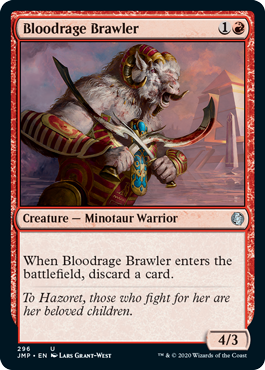 Bloodrage Brawler 1
Creature — Minotaur Warrior
When Bloodrage Brawler enters the
battlefield, discard a card.
To Hazoret, those who fight for her are
her beloved children.
4/3
296 U
JMP • EN Lars Grant-West
™ & © 2020 Wizards of the Coast